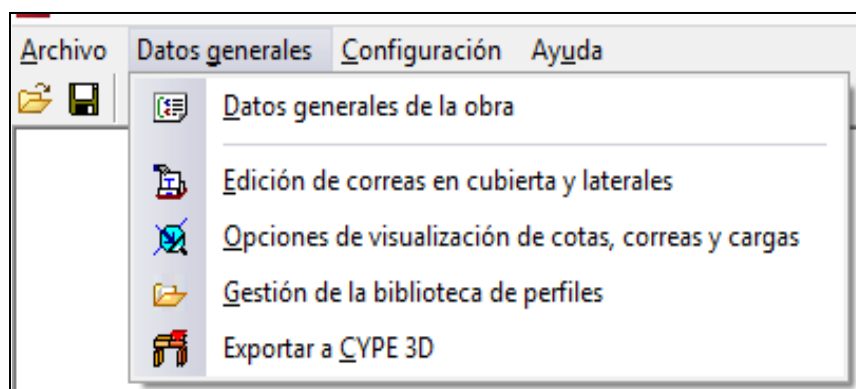 Archivo Datos generales Configuración Ayuda
Datos generales de la obra
Edición de correas en cubierta y laterales
Opciones de visualización de cotas, correas y cargas
Gestión de la biblioteca de perfiles
Exportar a CYPE 3D